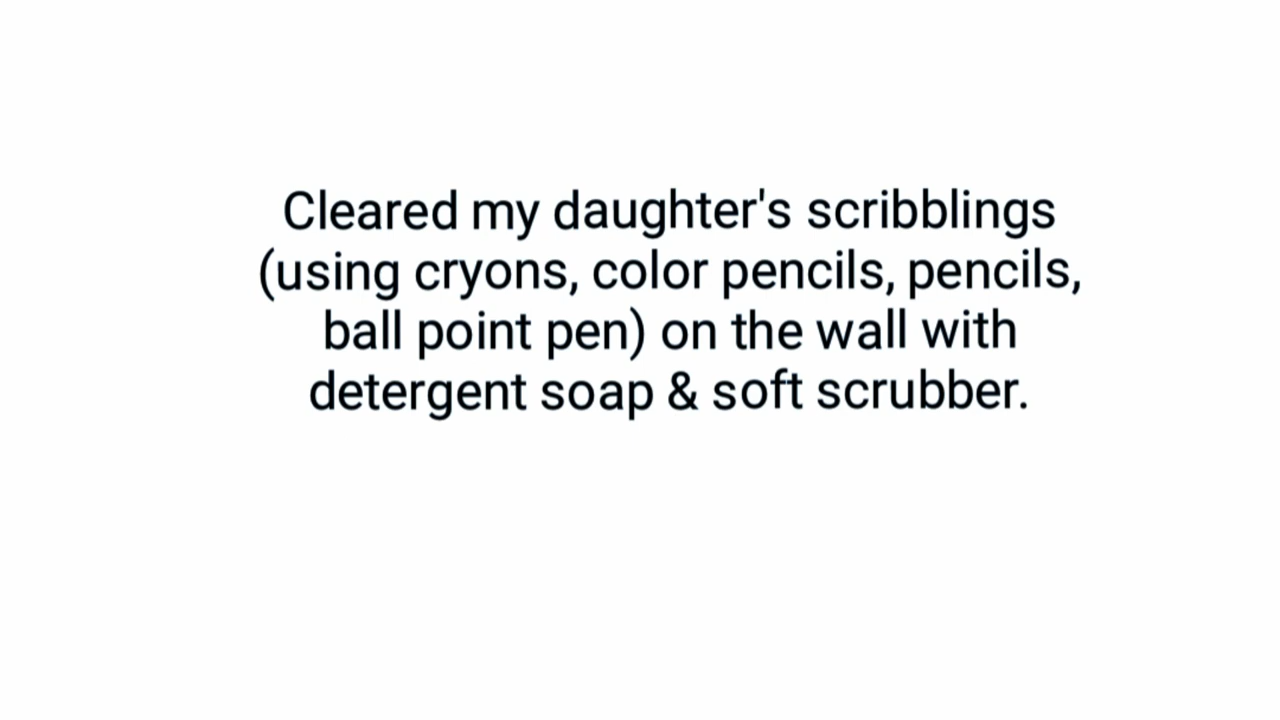 Cleared my daughter's scribblings
(using cryons, color pencils, pencils,
ball point pen) on the wall with
detergent soap & soft scrubber.